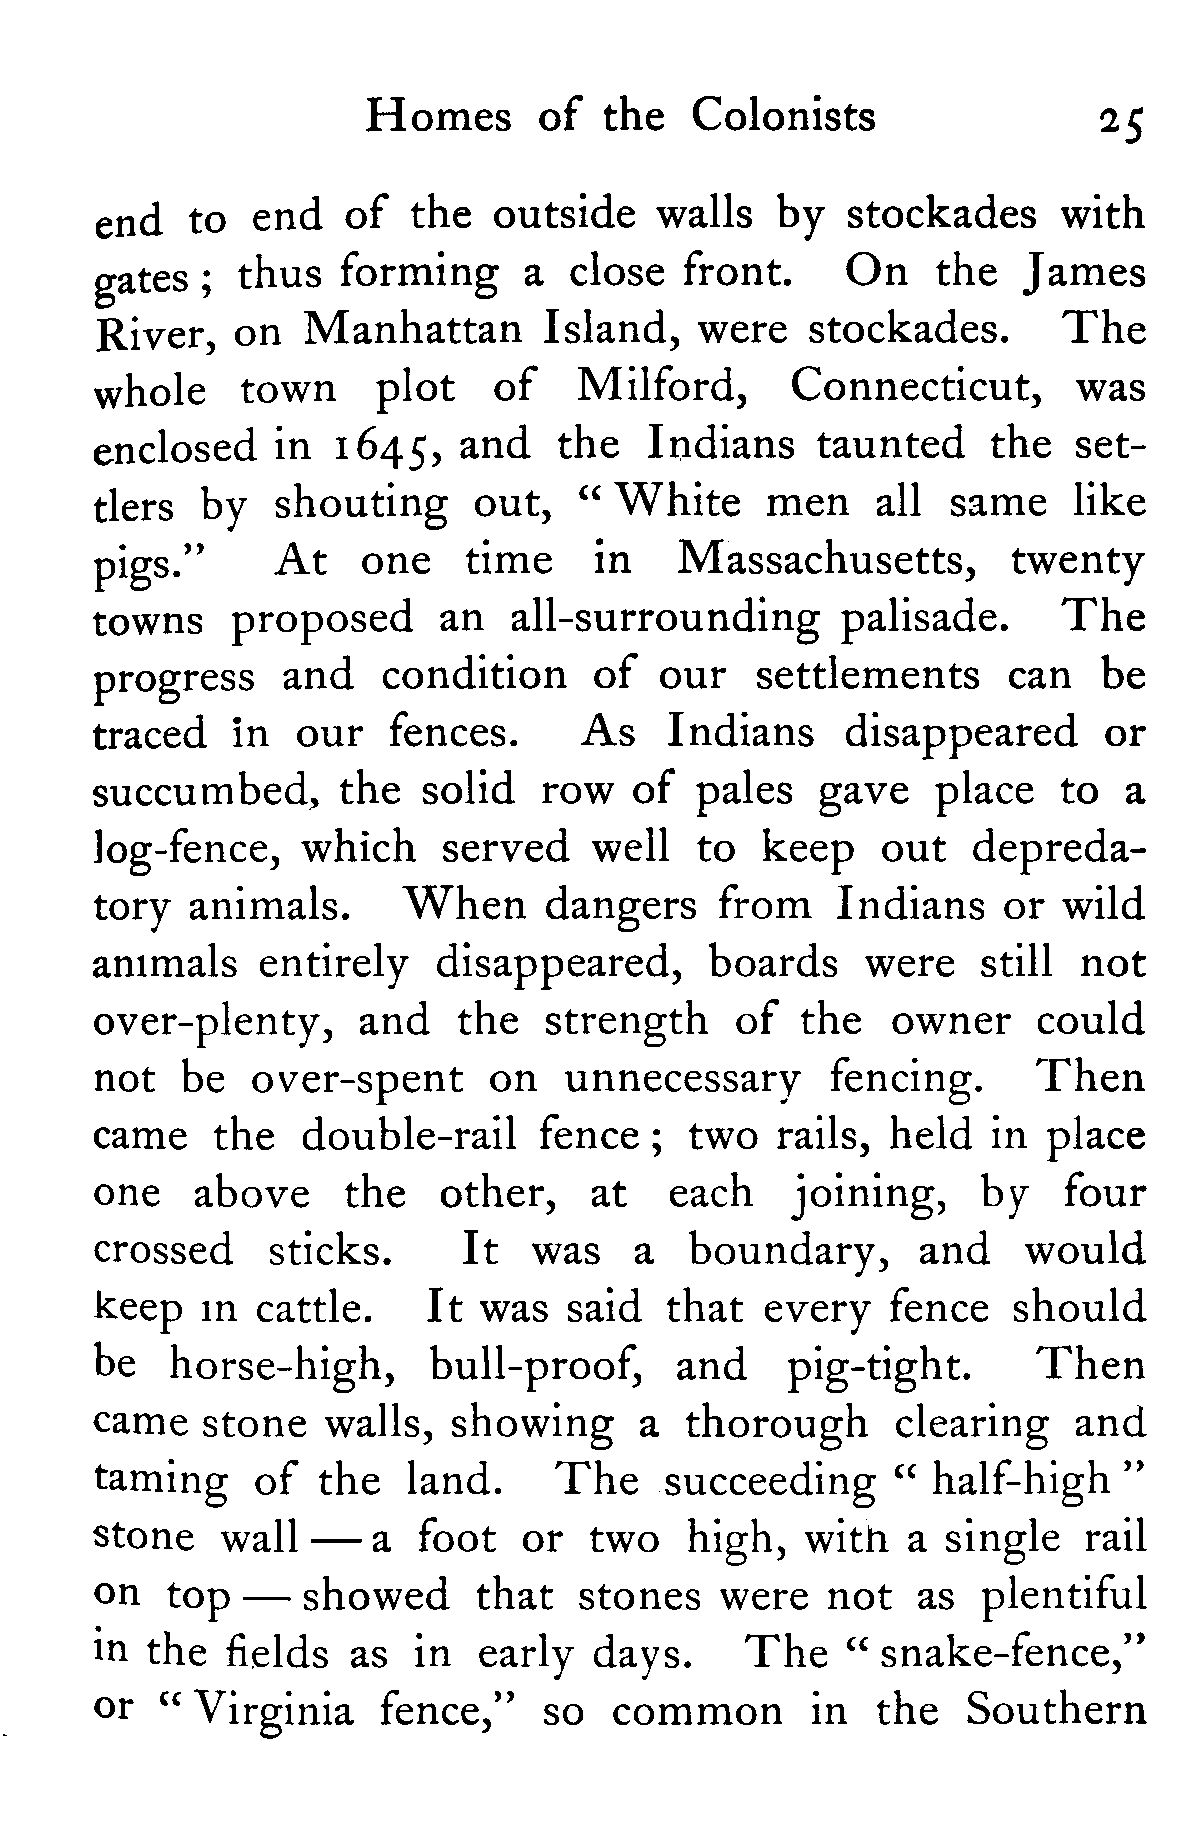 Homes of the Colonists 25
end to end of the outside walls by stockades with
gates ; thus forming a close front. On the James
River, on Manhattan Island, were stockades. The
whole town plot of Milford, Connecticut, was
enclosed in 1645, and the Indians taunted the set-
tlers by shouting out, “ White men all same like
pigs.” At one time in Massachusetts, twenty
towns proposed an all-surrounding palisade. The
progress and condition of our settlements can be
traced in our fences. As Indians disappeared or
succumbed, the solid row of pales gave place to a
log-fence, which served well to keep out depreda-
tory animals. When dangers from Indians or wild
animals entirely disappeared, boards were still not
over-plenty, and the strength of the owner could
not be over-spent on unnecessary fencing. Then
came the double-rail fence ; two rails, held in place
one above the other, at each joining, by four
crossed sticks. It was a boundary, and would
keep in cattle. It was said that every fence should
be horse-high, bull-proof, and pig-tight. Then
came stone walls, showing a thorough clearing and
taming of the land. The succeeding “ half-high ”
stone wall — a foot or two high, with a single rail
on top — showed that stones were not as plentiful
in the fields as in early days. The “ snake-fence,”
or “ Virginia fence,” so common in the Southern